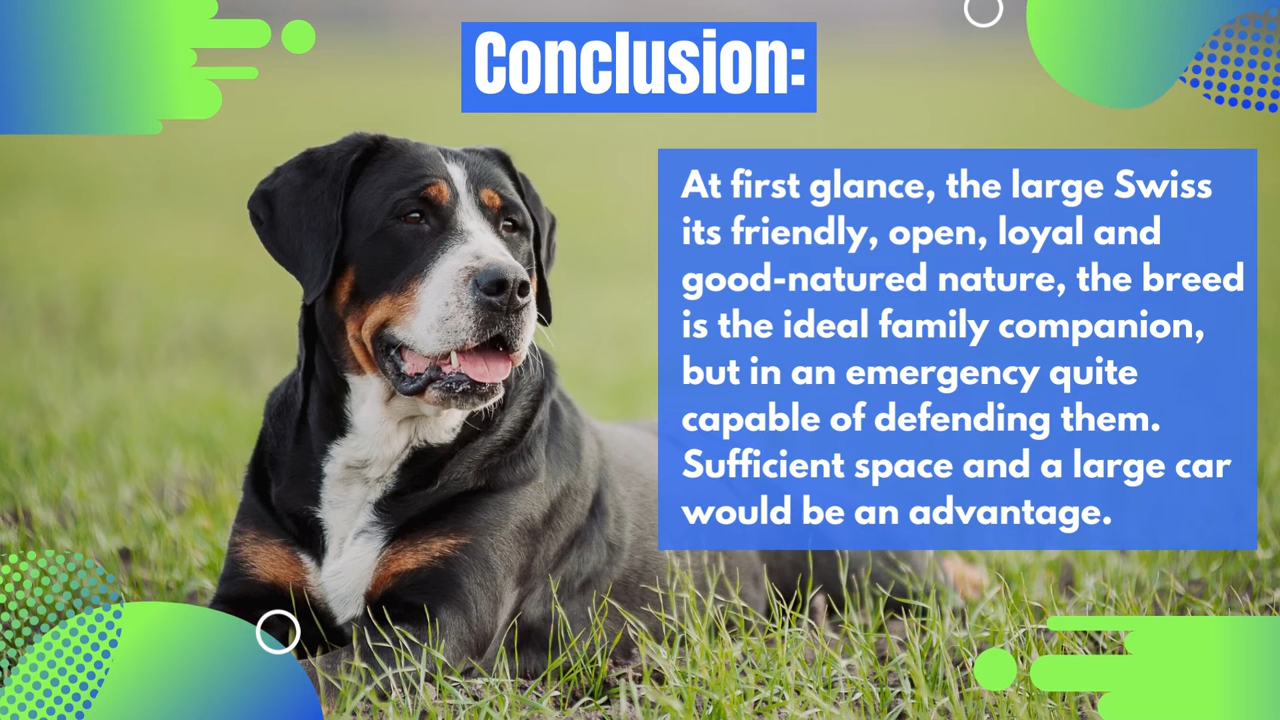 Conclusion:
At first glance, the large Swiss
its friendly, open, loyal and
good-natured nature, the breed
is the ideal family companion,
but in an emergency quite
capable of defending them.
Sufficient space and a large car
would be an advantage.